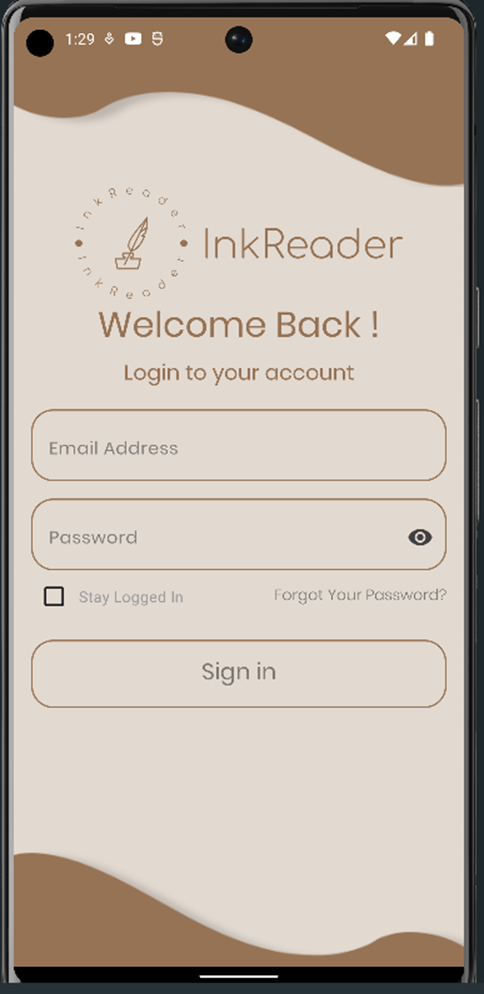 1:29
InkReader InkReader
InkReader
Welcome Back !
Login to your account
Email Address
Password
Stay Logged In
Forgot Your Password?
Sign in